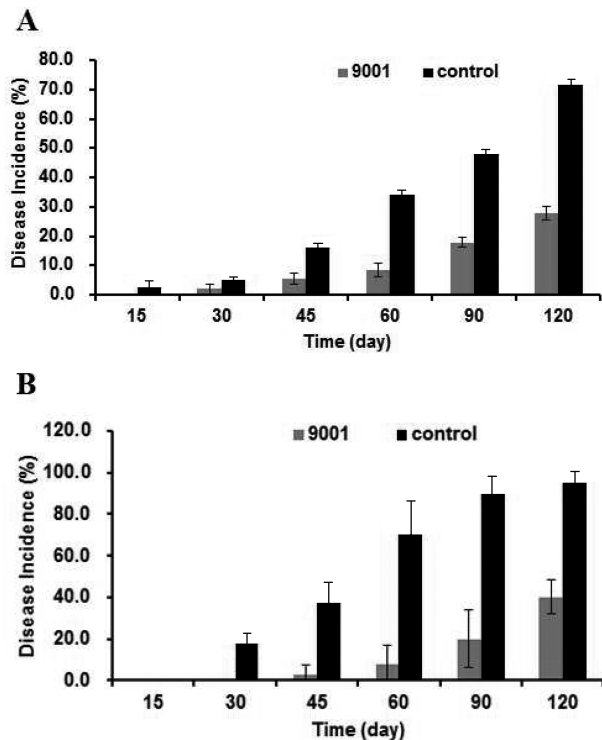 A
80.0
70.0
60.0
50.0
40.0
30.0
20.0
10.0
0.0
Disease Incidence (%)
9001 control
15 30 45 60 90 120
Time (day)
B
120.0
100.0
80.0
60.0
40.0
20.0
0.0
Disease Incidence (%)
9001 control
15 30 45 60 90 120
Time (day)